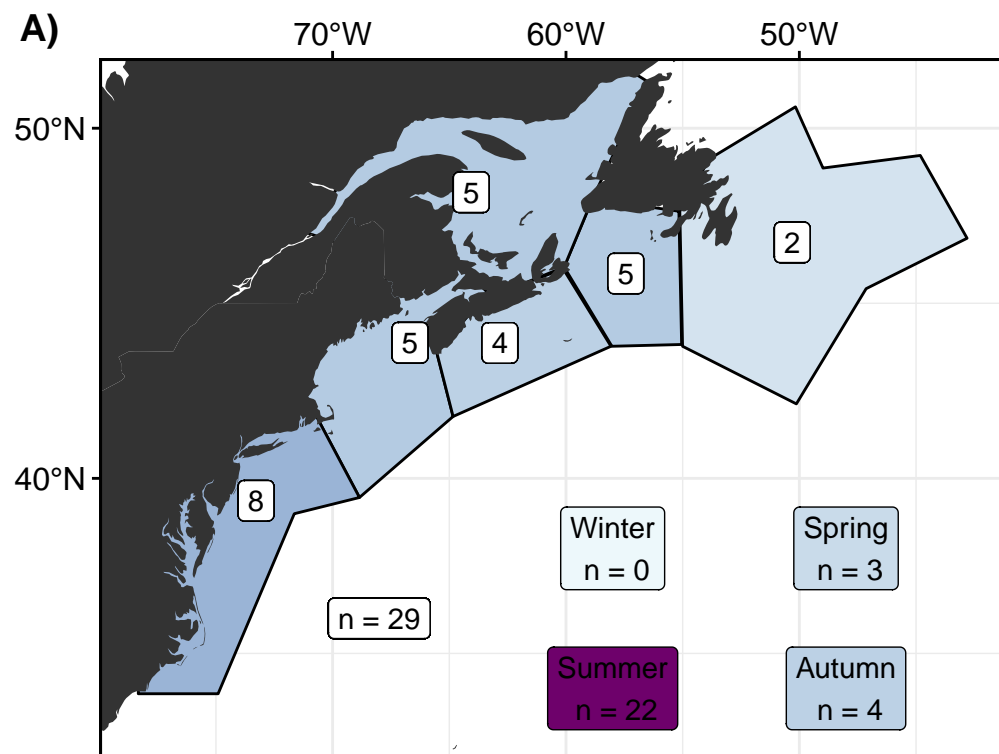 A)
70°W 60°W 50°W
50°N
5
2
5
5
4
40°N
8
Winter
n = 0
Spring
n = 3
n = 29
Summer
n = 22
Autumn
n = 4